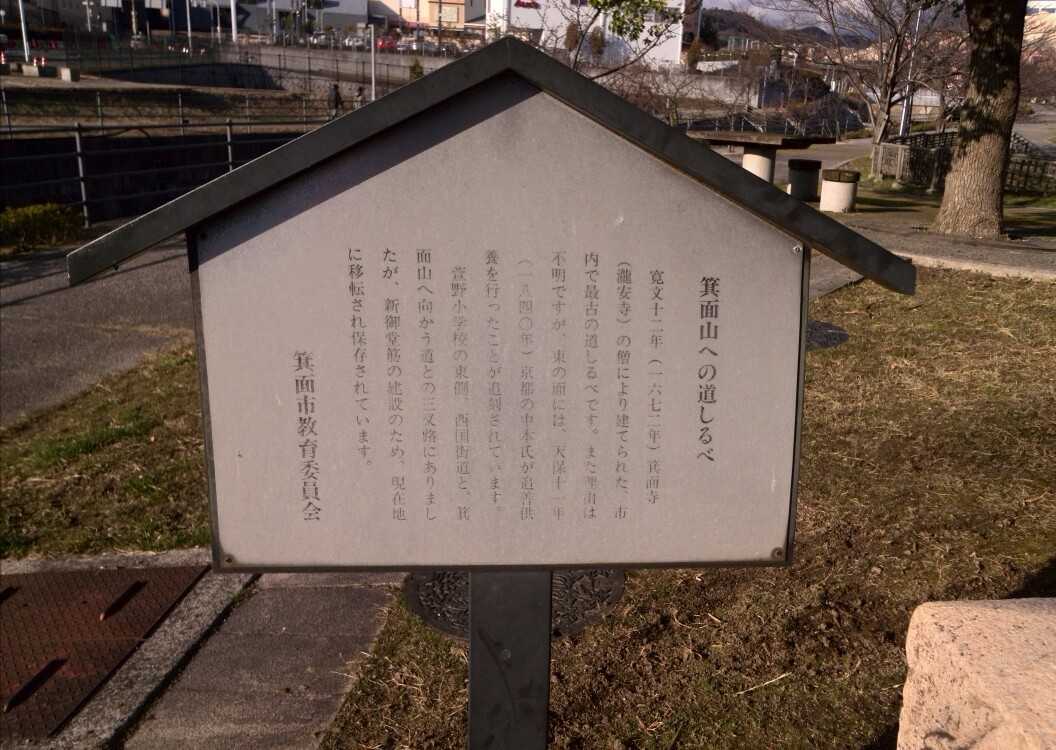 箕面山への道しるべ
寛文十二年（一六七二年）箕面寺
（瀧安寺）の僧により建てられた、市
内で最古の道しるべです。また理由は
不明ですが、東の面には、天保十一年
（一八四〇年）京都の中本氏が追善供
養を行ったことが追刻されています。
萱野小学校の東側、西国街道と、箕
面山へ向かう道との三叉路にありまし
たが、新御堂筋の建設のため、現在地
に移転され保存されています。
箕面市教育委員会